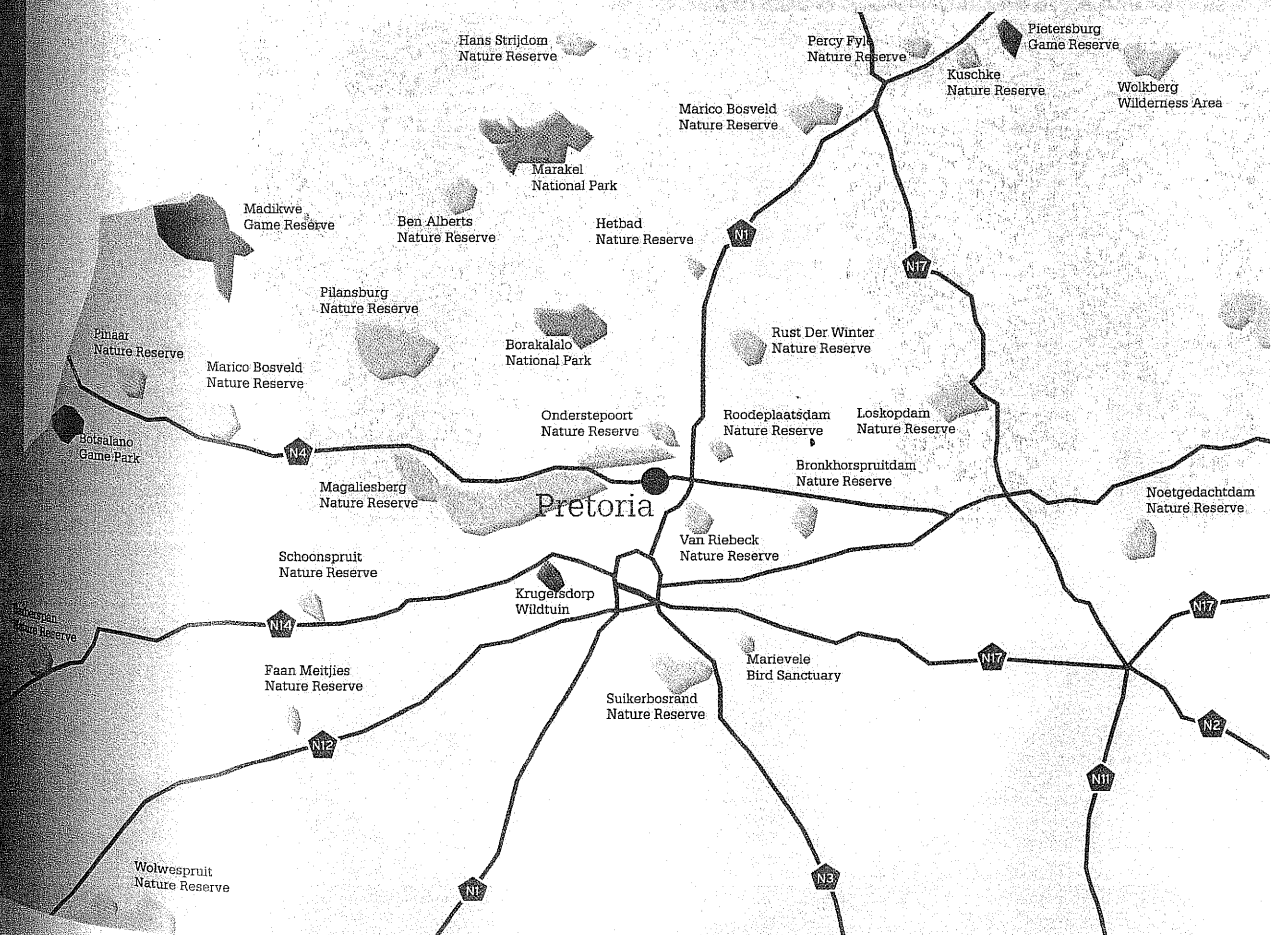 Hans Strijdom
Nature Reserve
Percy Fyfe
Nature Reserve
Pietersburg
Game Reserve
Kuschke
Nature Reserve
Wolkberg
Wilderness Area
Marico Bosveld
Nature Reserve
Marakel
National Park
Madikwe
Game Reserve
Ben Alberts
Nature Reserve
Hetbad
Nature Reserve
N1
N17
Pilansburg
Nature Reserve
Pinaar
Nature Reserve
Marico Bosveld
Nature Reserve
Borakalalo
National Park
Rust Der Winter
Nature Reserve
Onderstepoort
Nature Reserve
Roodeplaatsdam
Nature Reserve
Loskopdam
Nature Reserve
Botsalano
Game Park
N4
Magaliesberg
Nature Reserve
Pretoria
Bronkhorspruitdam
Nature Reserve
Noetgedachtdam
Nature Reserve
Van Riebeck
Nature Reserve
Schoonspruit
Nature Reserve
Krugersdorp
Wildtuin
Nature Reserve
N14
N17
N17
Faan Meitjies
Nature Reserve
Marievele
Bird Sanctuary
Suikerbosrand
Nature Reserve
N12
N2
N11
Wolwespruit
Nature Reserve
N1
N3